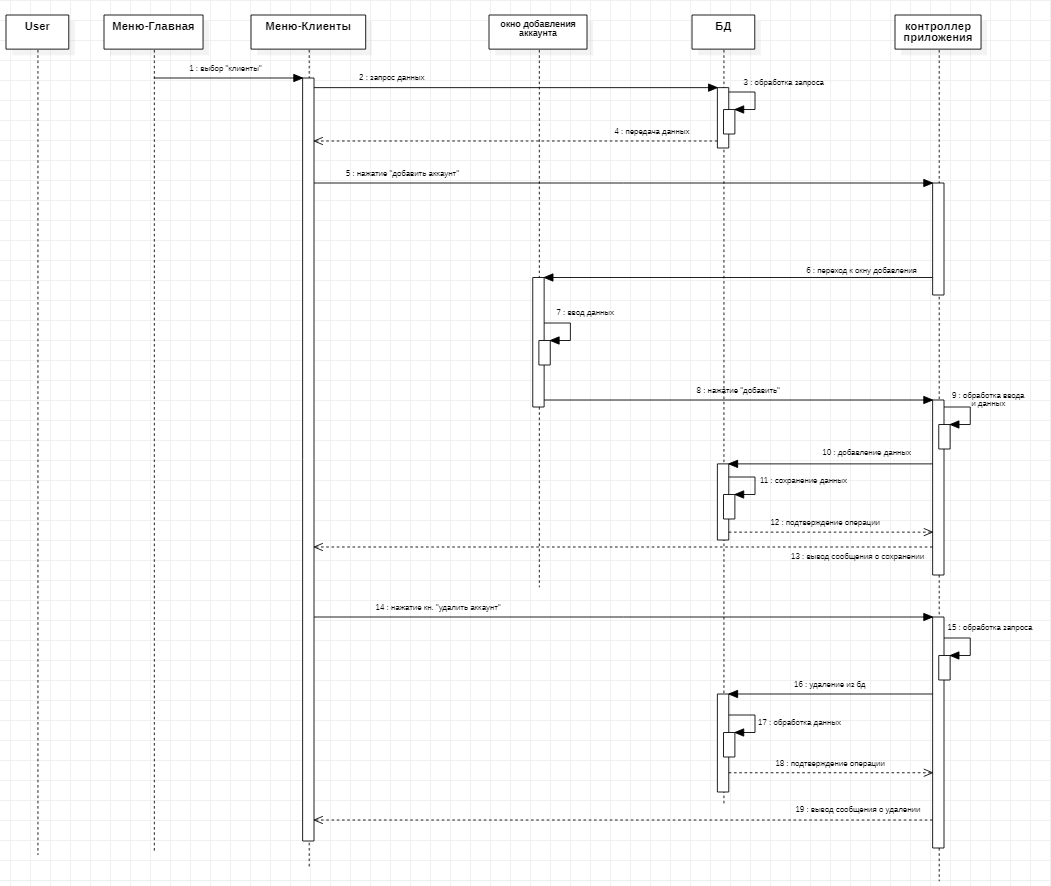 User
Меню-Главная
Меню-Клиенты
окно добавления
аккаунта
БД
контроллер
приложения
1 : выбор "клиенты"
2 : запрос данных
3 : обработка запроса
4 : передача данных
5 : нажатие "добавить аккаунт"
6 : переход к окну добавления
7 : ввод данных
8 : нажатие "добавить"
9 : обработка ввода
и данных
10 : добавление данных
11 : сохранение данных
12 : подтверждение операции
13 : вывод сообщения о сохранении
14 : нажатие кн. "удалить аккаунт"
15 : обработка запроса
16 : удаление из бд
17 : обработка данных
18 : подтверждение операции
19 : вывод сообщения о удалении